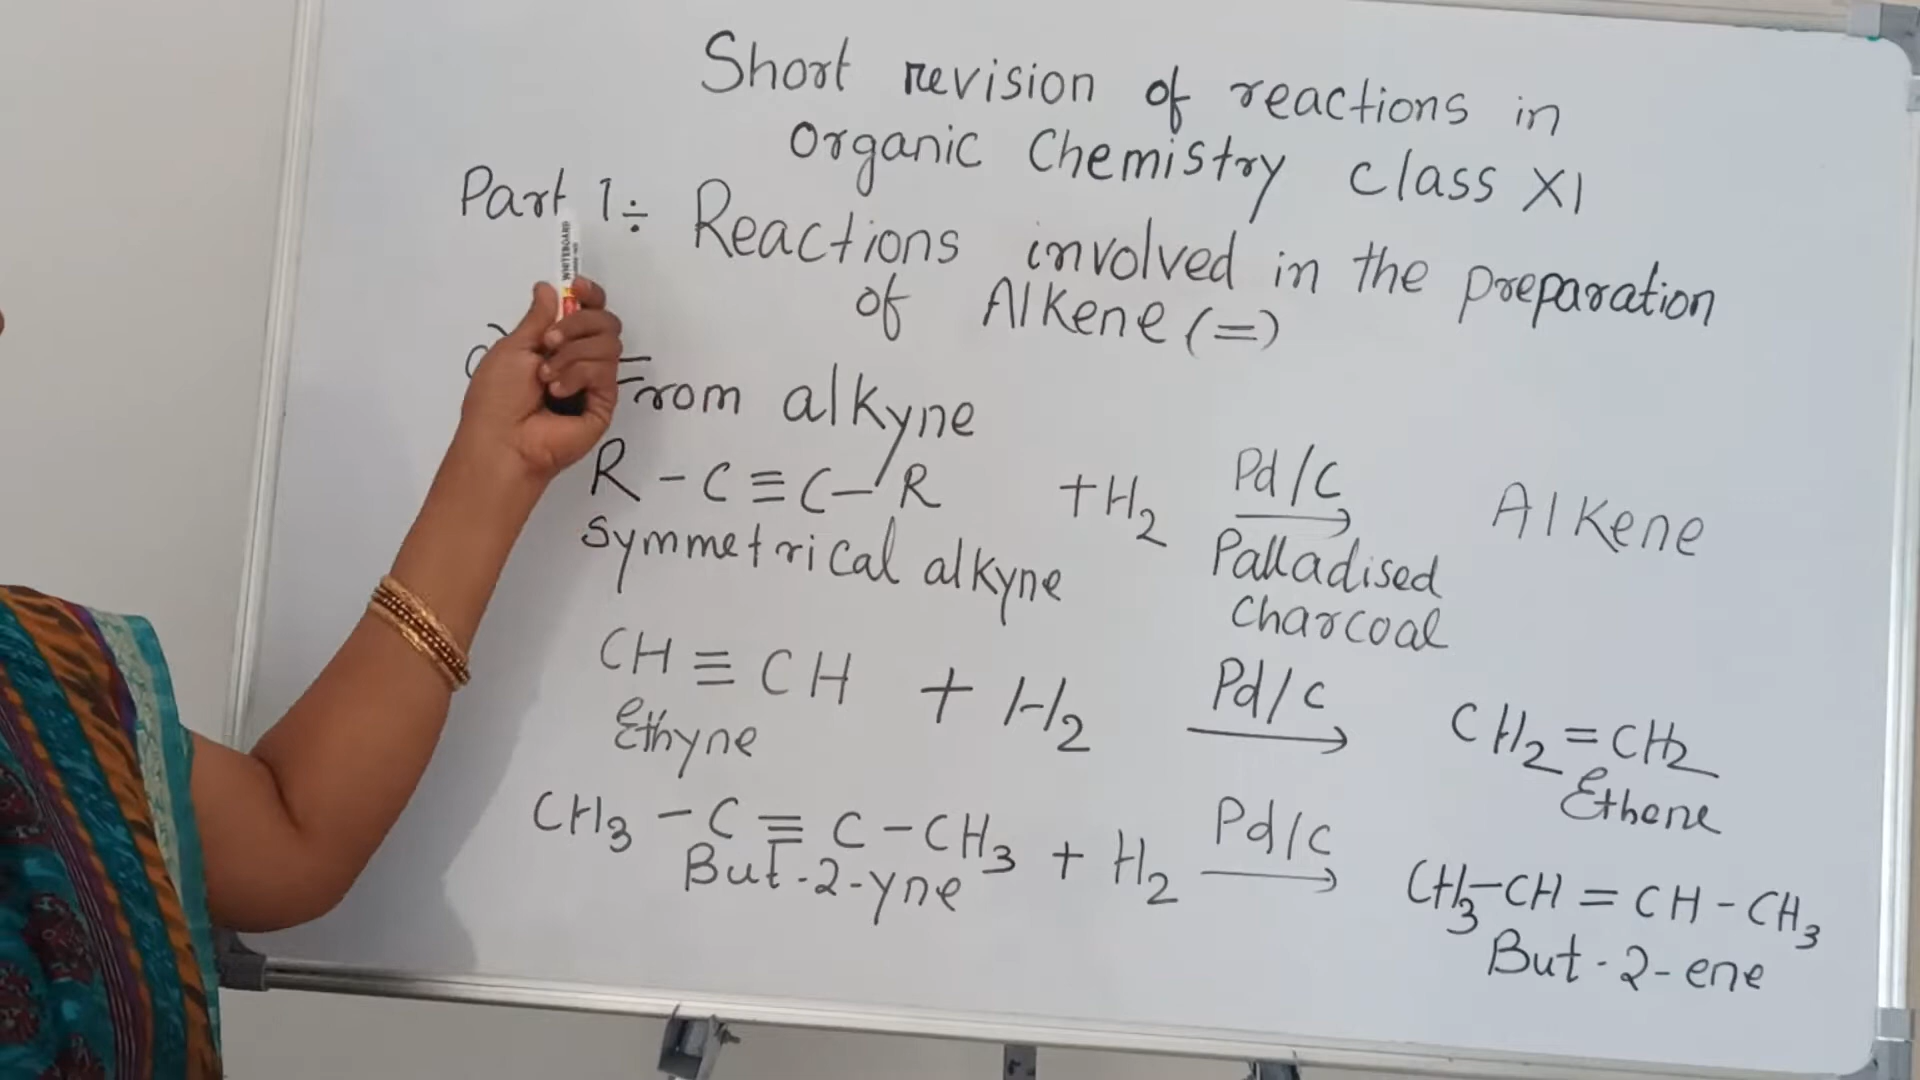 Short revision of reactions in
Organic Chemistry class XI
Part 1÷ Reactions involved in the preparation
of Alkene (=)
From alkyne
R - C ≡ C - R + H2 Pd/C Alkene
Symmetrical alkyne Palladised
Charcoal
CH ≡ CH + H2 Pd/C CH2 = CH2
Ethyne Ethene
CH3 - C ≡ C - CH3 + H2 Pd/C CH3-CH = CH - CH3
But-2-yne But-2-ene
WHITEBOARD